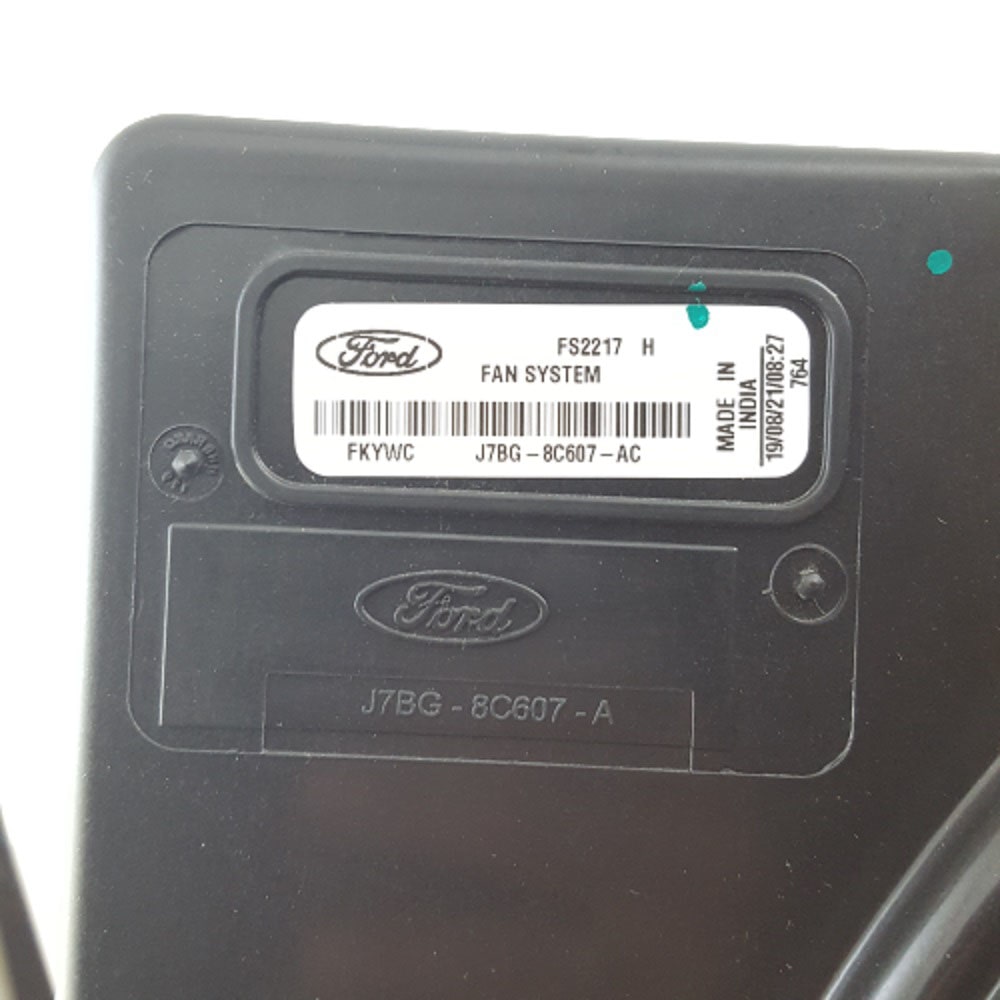 Ford
FS2217 H
FAN SYSTEM
FKYWC J7BG-8C607-AC
MADE IN
INDIA
19/08/21/08:27
764
Ford
J7BG-8C607-A